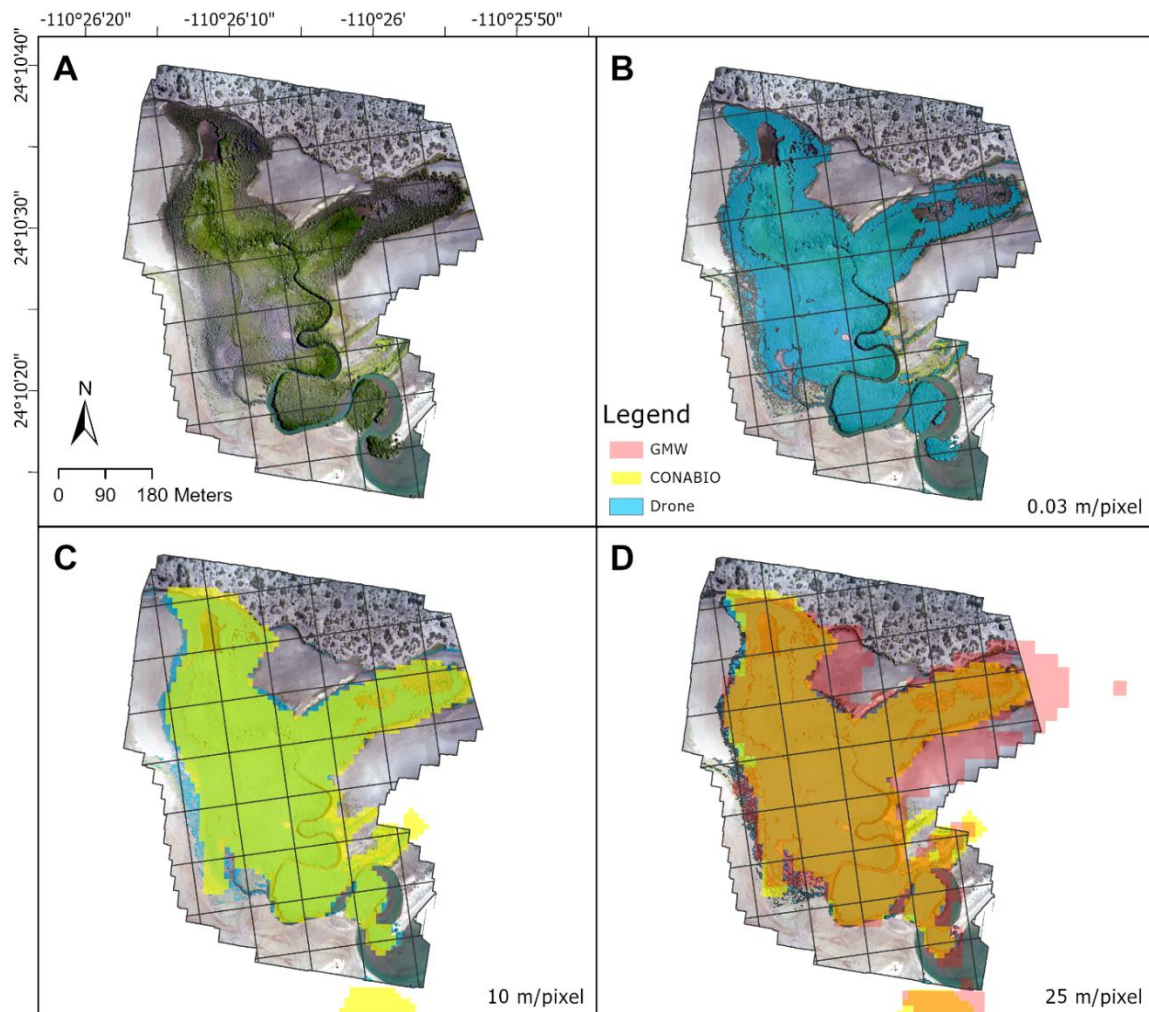 -110°26'20" -110°26'10" -110°26' -110°25'50"
24°10'40"
24°10'30"
24°10'20"
A
N
0 90 180 Meters
B
Legend
GMW
CONABIO
Drone
0.03 m/pixel
C
10 m/pixel
D
25 m/pixel